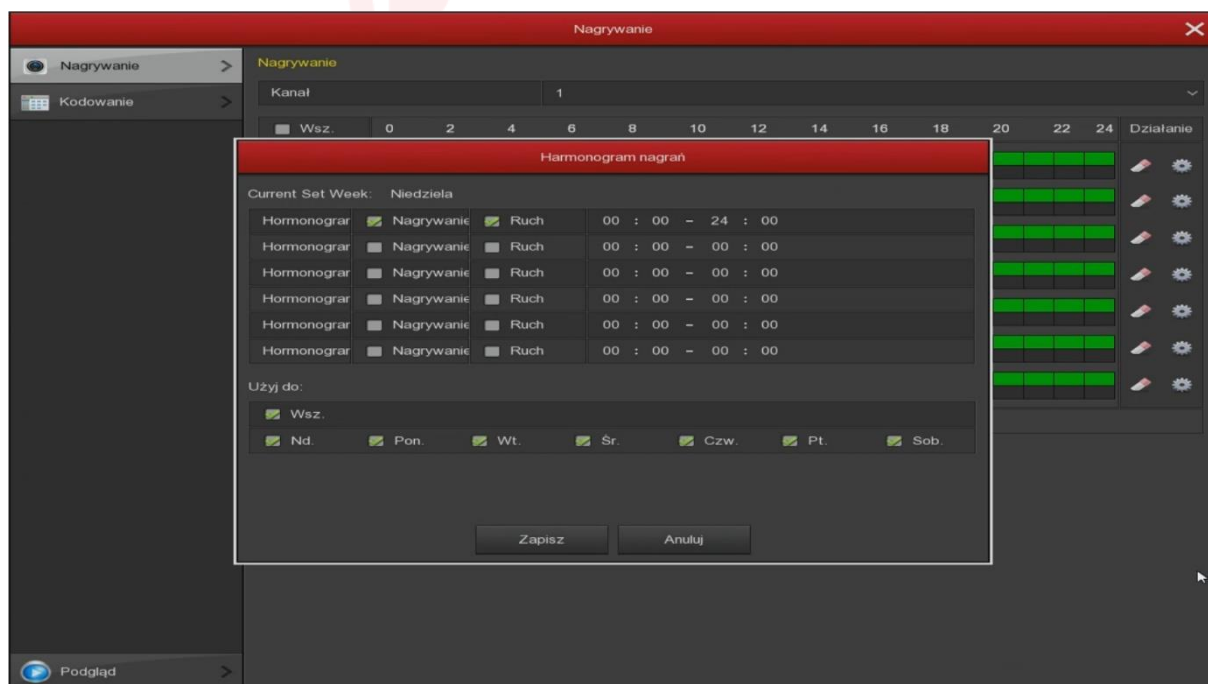 Nagrywanie
Nagrywanie
Kodowanie
Nagrywanie
Kanał 1
Wsz. 0 2 4 6 8 10 12 14 16 18 20 22 24 Działanie
Harmonogram nagrań
Current Set Week: Niedziela
Hormonograr Nagrywanie Ruch 00 : 00 - 24 : 00
Hormonograr Nagrywanie Ruch 00 : 00 - 00 : 00
Hormonograr Nagrywanie Ruch 00 : 00 - 00 : 00
Hormonograr Nagrywanie Ruch 00 : 00 - 00 : 00
Hormonograr Nagrywanie Ruch 00 : 00 - 00 : 00
Hormonograr Nagrywanie Ruch 00 : 00 - 00 : 00
Użyj do:
Wsz.
Nd. Pon. Wt. Śr. Czw. Pt. Sob.
Zapisz Anuluj
Podgląd